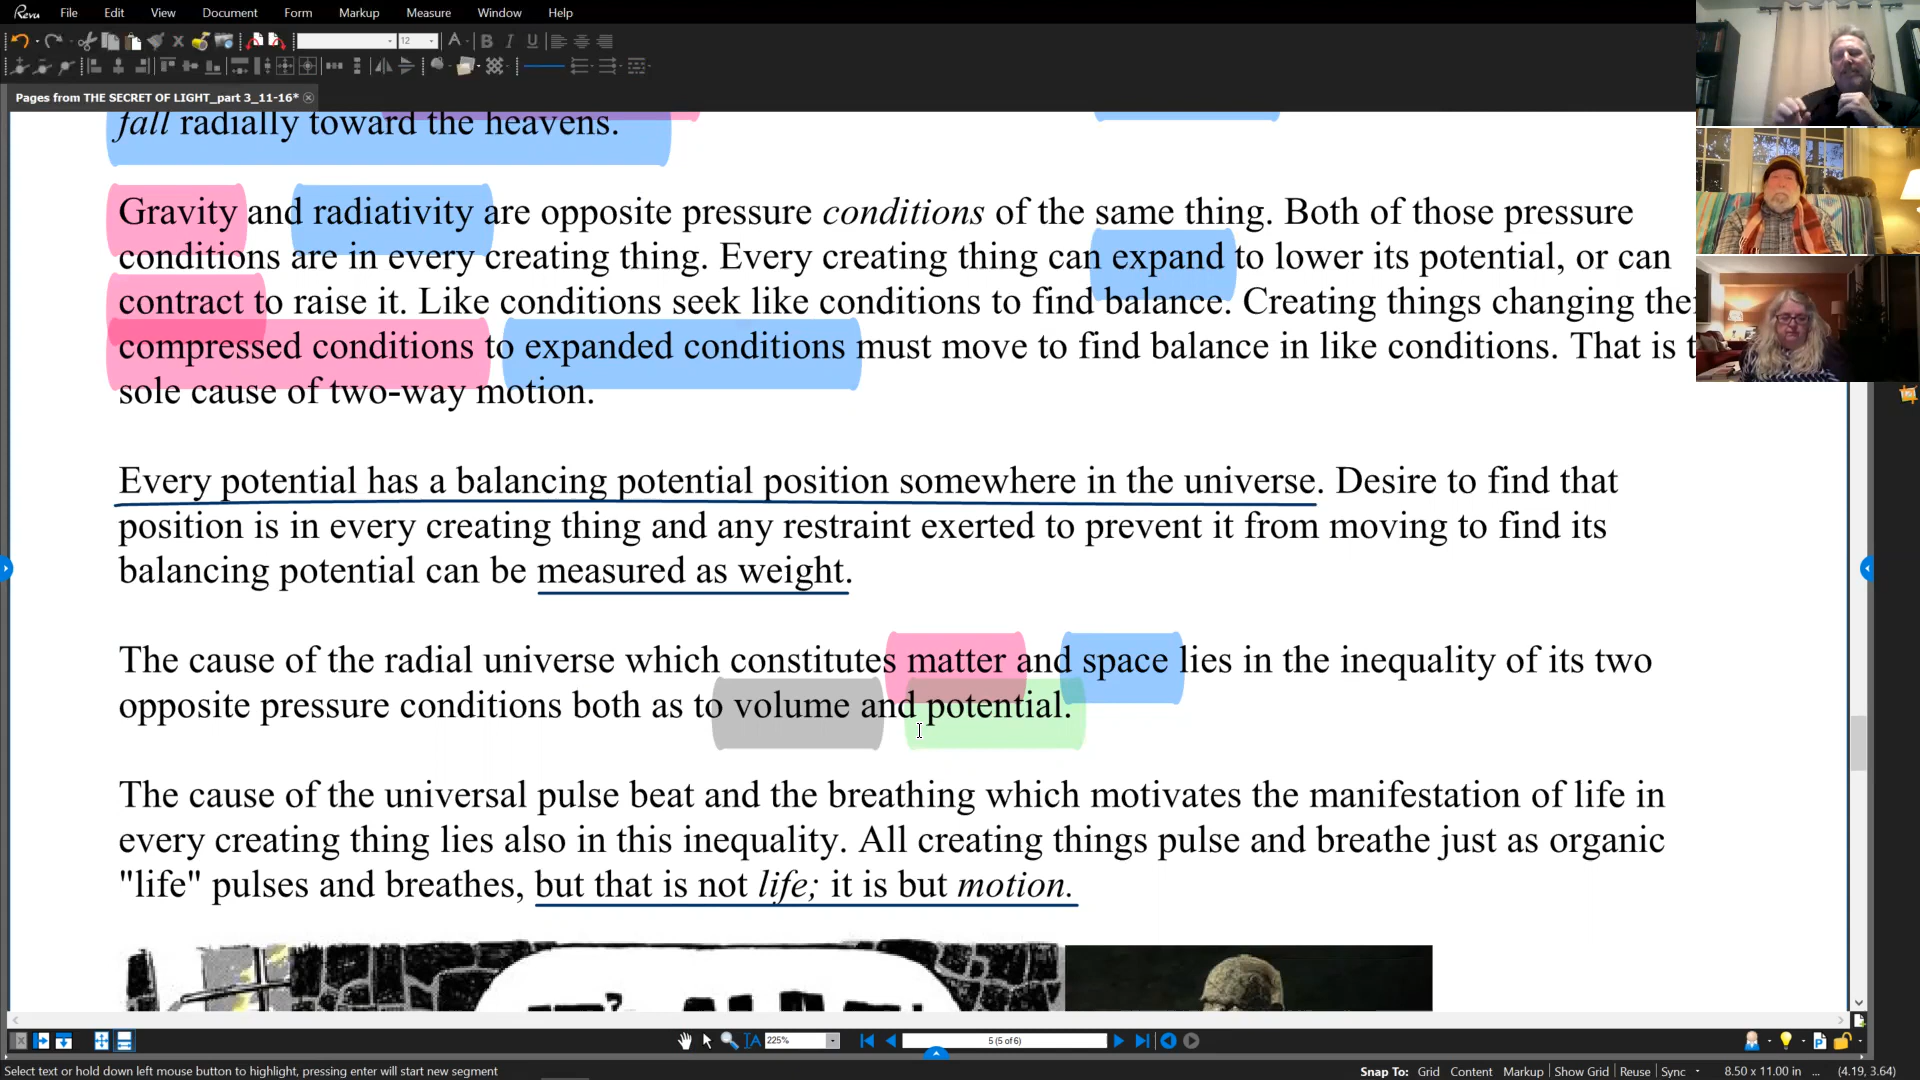 Revu File Edit View Document Form Markup Measure Window Help
12 A B I U
Pages from THE SECRET OF LIGHT_part 3_11-16*
fall radially toward the heavens.
Gravity and radiativity are opposite pressure conditions of the same thing. Both of those pressure
conditions are in every creating thing. Every creating thing can expand to lower its potential, or can
contract to raise it. Like conditions seek like conditions to find balance. Creating things changing thei
compressed conditions to expanded conditions must move to find balance in like conditions. That is t
sole cause of two-way motion.
Every potential has a balancing potential position somewhere in the universe. Desire to find that
position is in every creating thing and any restraint exerted to prevent it from moving to find its
balancing potential can be measured as weight.
The cause of the radial universe which constitutes matter and space lies in the inequality of its two
opposite pressure conditions both as to volume and potential.
The cause of the universal pulse beat and the breathing which motivates the manifestation of life in
every creating thing lies also in this inequality. All creating things pulse and breathe just as organic
"life" pulses and breathes, but that is not life; it is but motion.
225% 5 (5 of 6)
Select text or hold down left mouse button to highlight, pressing enter will start new segment Snap To: Grid Content Markup Show Grid Reuse Sync 8.50 x 11.00 in ... (4.19, 3.64)